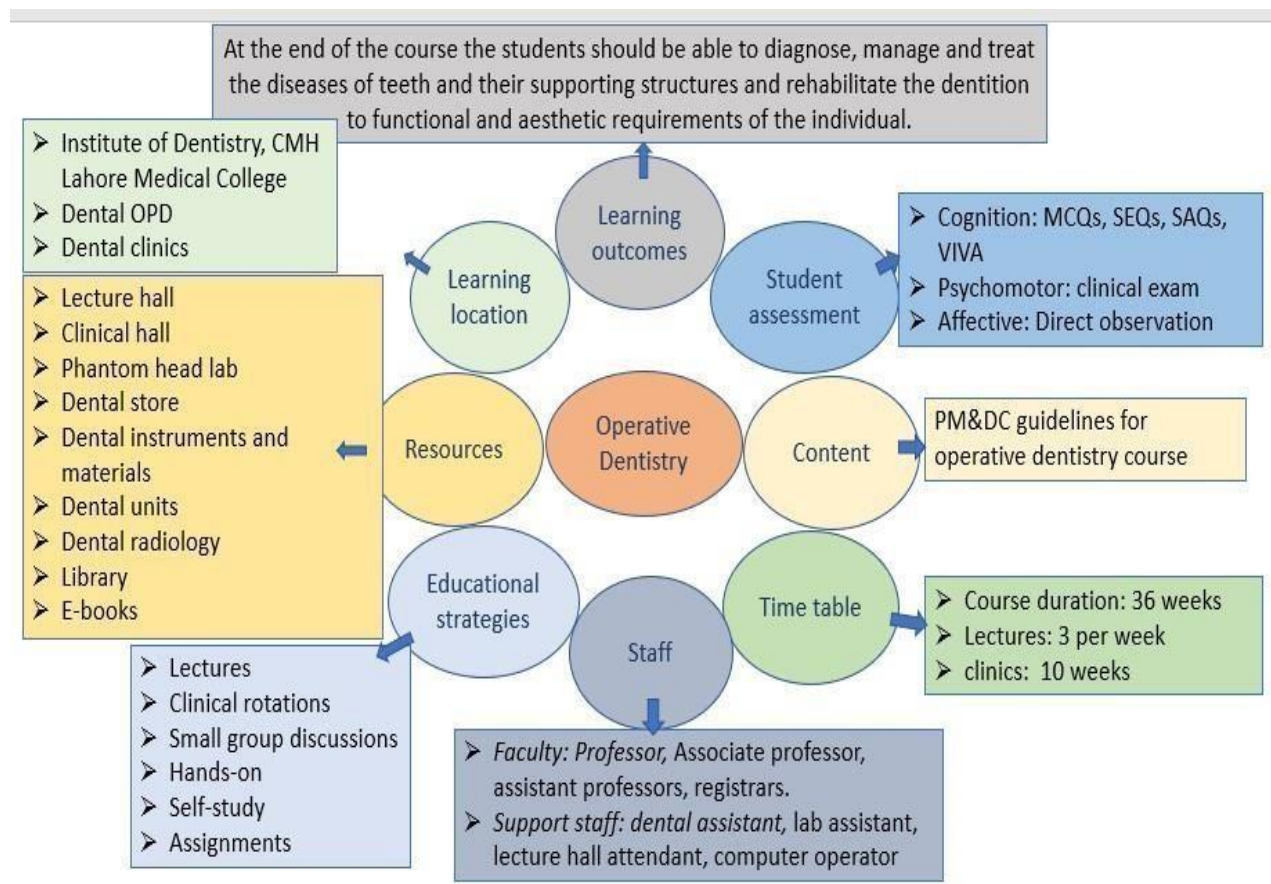 At the end of the course the students should be able to diagnose, manage and treat
the diseases of teeth and their supporting structures and rehabilitate the dentition
to functional and aesthetic requirements of the individual.
➢ Institute of Dentistry, CMH
Lahore Medical College
➢ Dental OPD
➢ Dental clinics
Learning
outcomes
Learning
location
Student
assessment
➢ Cognition: MCQs, SEQs, SAQs,
VIVA
➢ Psychomotor: clinical exam
➢ Affective: Direct observation
➢ Lecture hall
➢ Clinical hall
➢ Phantom head lab
➢ Dental store
➢ Dental instruments and
materials
➢ Dental units
➢ Dental radiology
➢ Library
➢ E-books
Resources
Operative
Dentistry
Content
PM&DC guidelines for
operative dentistry course
Educational
strategies
Staff
Time table
➢ Course duration: 36 weeks
➢ Lectures: 3 per week
➢ clinics: 10 weeks
➢ Lectures
➢ Clinical rotations
➢ Small group discussions
➢ Hands-on
➢ Self-study
➢ Assignments
➢ Faculty: Professor, Associate professor,
assistant professors, registrars.
➢ Support staff: dental assistant, lab assistant,
lecture hall attendant, computer operator